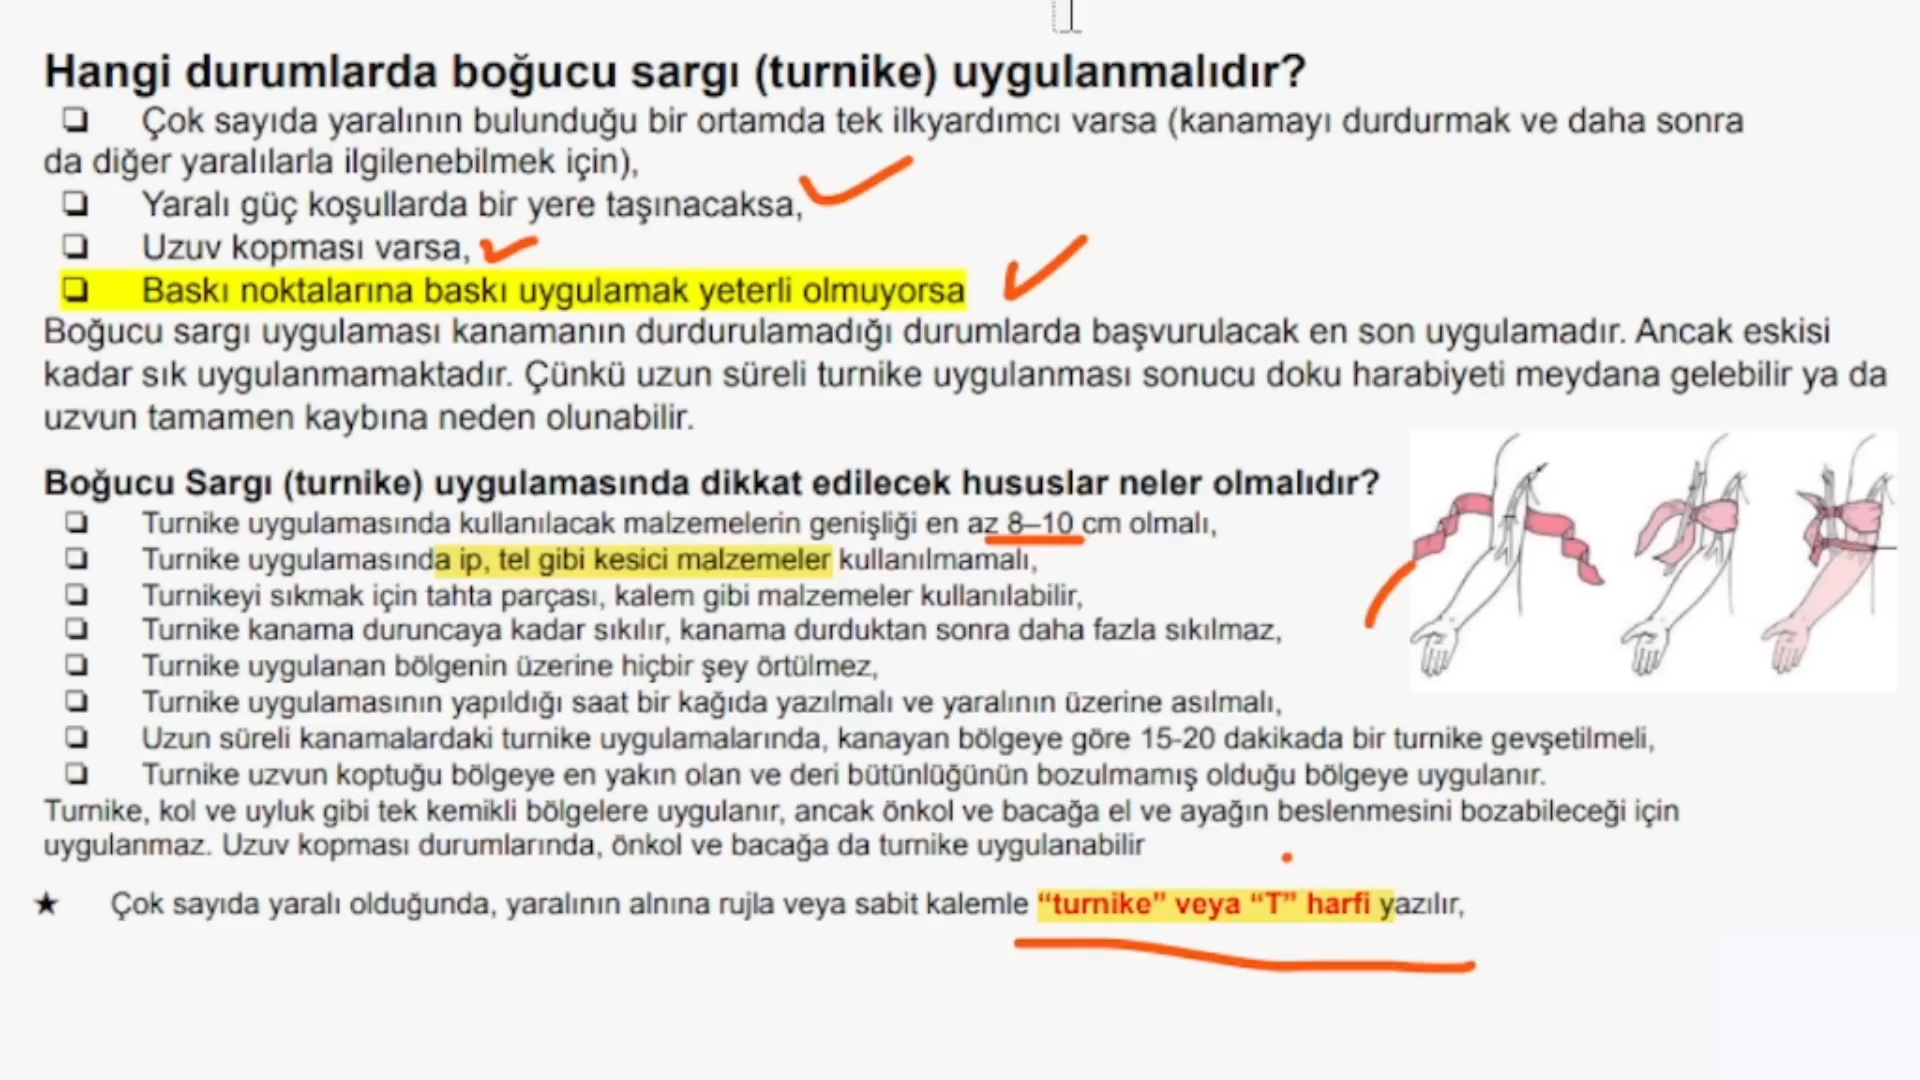 Hangi durumlarda boğucu sargı (turnike) uygulanmalıdır?
❏ Çok sayıda yaralının bulunduğu bir ortamda tek ilkyardımcı varsa (kanamayı durdurmak ve daha sonra
da diğer yaralılarla ilgilenebilmek için),
❏ Yaralı güç koşullarda bir yere taşınacaksa,
❏ Uzuv kopması varsa,
❏ Baskı noktalarına baskı uygulamak yeterli olmuyorsa
Boğucu sargı uygulaması kanamanın durdurulamadığı durumlarda başvurulacak en son uygulamadır. Ancak eskisi
kadar sık uygulanmamaktadır. Çünkü uzun süreli turnike uygulanması sonucu doku harabiyeti meydana gelebilir ya da
uzvun tamamen kaybına neden olunabilir.
Boğucu Sargı (turnike) uygulamasında dikkat edilecek hususlar neler olmalıdır?
❏ Turnike uygulamasında kullanılacak malzemelerin genişliği en az 8–10 cm olmalı,
❏ Turnike uygulamasında ip, tel gibi kesici malzemeler kullanılmamalı,
❏ Turnikeyi sıkmak için tahta parçası, kalem gibi malzemeler kullanılabilir,
❏ Turnike kanama duruncaya kadar sıkılır, kanama durduktan sonra daha fazla sıkılmaz,
❏ Turnike uygulanan bölgenin üzerine hiçbir şey örtülmez,
❏ Turnike uygulamasının yapıldığı saat bir kağıda yazılmalı ve yaralının üzerine asılmalı,
❏ Uzun süreli kanamalardaki turnike uygulamalarında, kanayan bölgeye göre 15-20 dakikada bir turnike gevşetilmeli,
❏ Turnike uzvun koptuğu bölgeye en yakın olan ve deri bütünlüğünün bozulmamış olduğu bölgeye uygulanır.
Turnike, kol ve uyluk gibi tek kemikli bölgelere uygulanır, ancak önkol ve bacağa el ve ayağın beslenmesini bozabileceği için
uygulanmaz. Uzuv kopması durumlarında, önkol ve bacağa da turnike uygulanabilir
★ Çok sayıda yaralı olduğunda, yaralının alnına rujla veya sabit kalemle “turnike” veya “T” harfi yazılır,